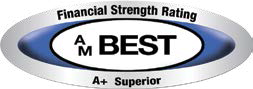 Financial Strength Rating
AM BEST
A+ Superior